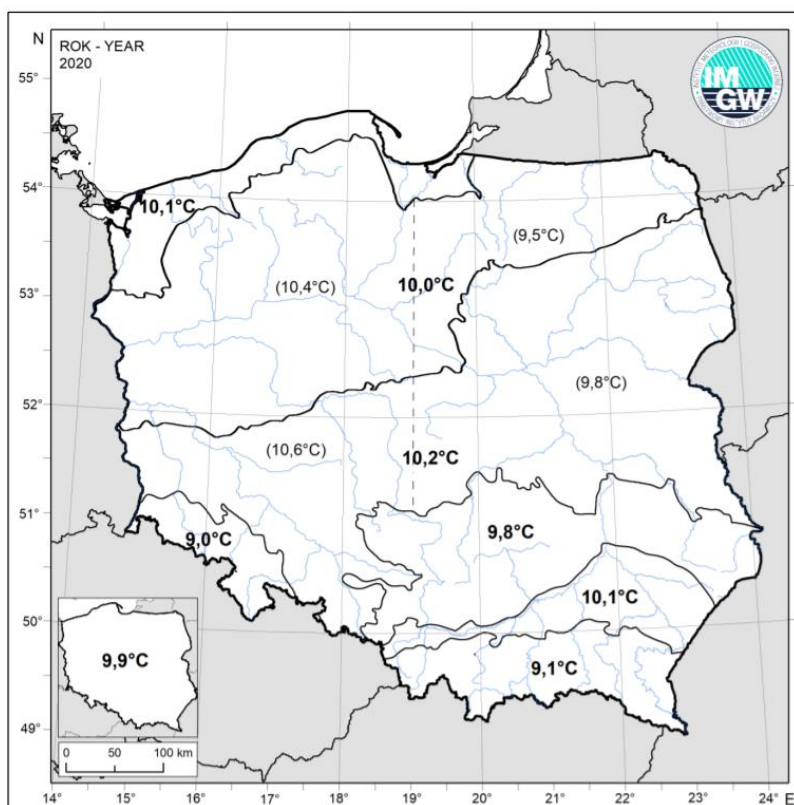 N
ROK - YEAR
2020
IMGW
55°
54°
10,1°C
(9,5°C)
53°
(10,4°C)
10,0°C
52°
(9,8°C)
(10,6°C)
10,2°C
51°
9,8°C
9,0°C
50°
10,1°C
9,9°C
9,1°C
49°
0 50 100 km
14° 15° 16° 17° 18° 19° 20° 21° 22° 23° 24° E